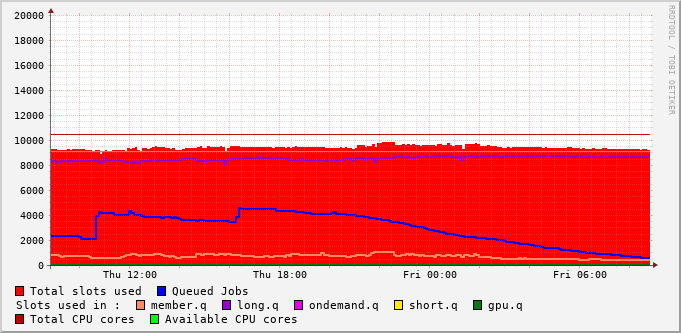 RRDTOOL / TOBI OETIKER
20000
18000
16000
14000
12000
10000
8000
6000
4000
2000
0
Thu 12:00 Thu 18:00 Fri 00:00 Fri 06:00
Total slots used Queued Jobs
Slots used in : member.q long.q ondemand.q short.q gpu.q
Total CPU cores Available CPU cores